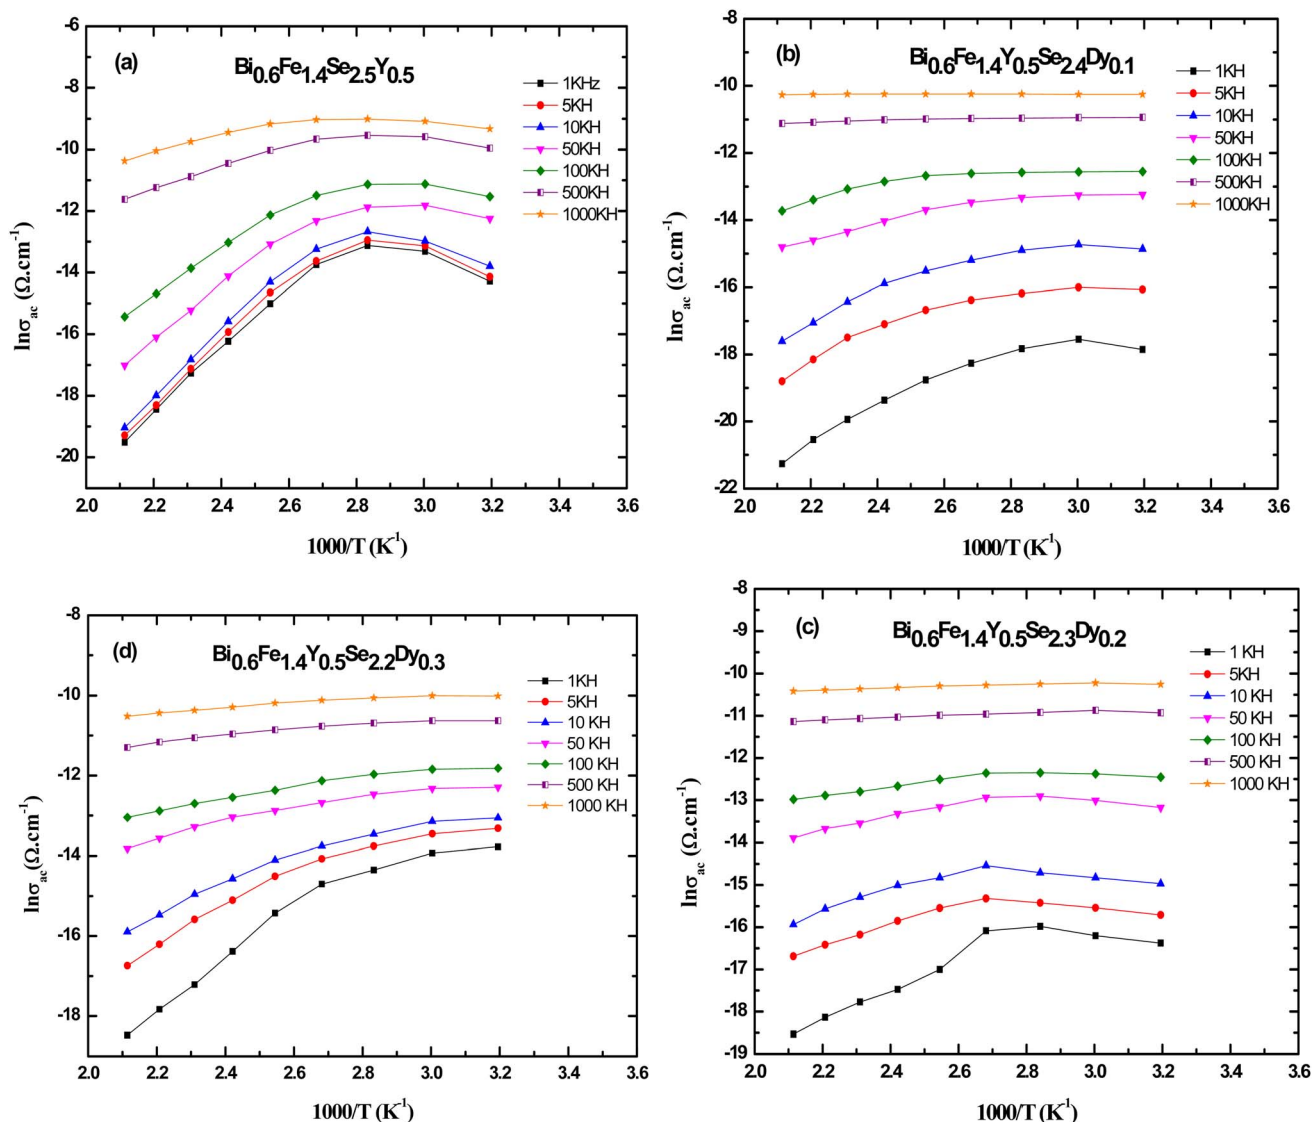 (a)
Bi0.6Fe1.4Se2.5Y0.5
1KHz
5KH
10KH
50KH
100KH
500KH
1000KH
-6
-8
-10
-12
-14
-16
-18
-20
lnσac (Ω.cm-1)
2.0 2.2 2.4 2.6 2.8 3.0 3.2 3.4 3.6
1000/T (K-1)
(b)
Bi0.6Fe1.4Y0.5Se2.4Dy0.1
1KH
5KH
10KH
50KH
100KH
500KH
1000KH
-8
-10
-12
-14
-16
-18
-20
-22
lnσac (Ω.cm-1)
2.0 2.2 2.4 2.6 2.8 3.0 3.2 3.4 3.6
1000/T (K-1)
(d)
Bi0.6Fe1.4Y0.5Se2.2Dy0.3
1KH
5KH
10 KH
50 KH
100 KH
500 KH
1000 KH
-8
-10
-12
-14
-16
-18
lnσac(Ω.cm-1)
2.0 2.2 2.4 2.6 2.8 3.0 3.2 3.4 3.6
1000/T (K-1)
(c)
Bi0.6Fe1.4Y0.5Se2.3Dy0.2
1 KH
5KH
10 KH
50 KH
100 KH
500 KH
1000 KH
-8
-9
-10
-11
-12
-13
-14
-15
-16
-17
-18
-19
lnσac (Ω.cm-1)
2.0 2.2 2.4 2.6 2.8 3.0 3.2 3.4 3.6
1000/T (K-1)